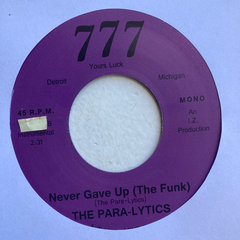 777
Yours Luck
Detroit
Michigan
45 R.P.M.
MONO
Instrumental
2:31
An
I.Z.
Production
Never Gave Up (The Funk)
(The Para-Lytics)
THE PARA-LYTICS